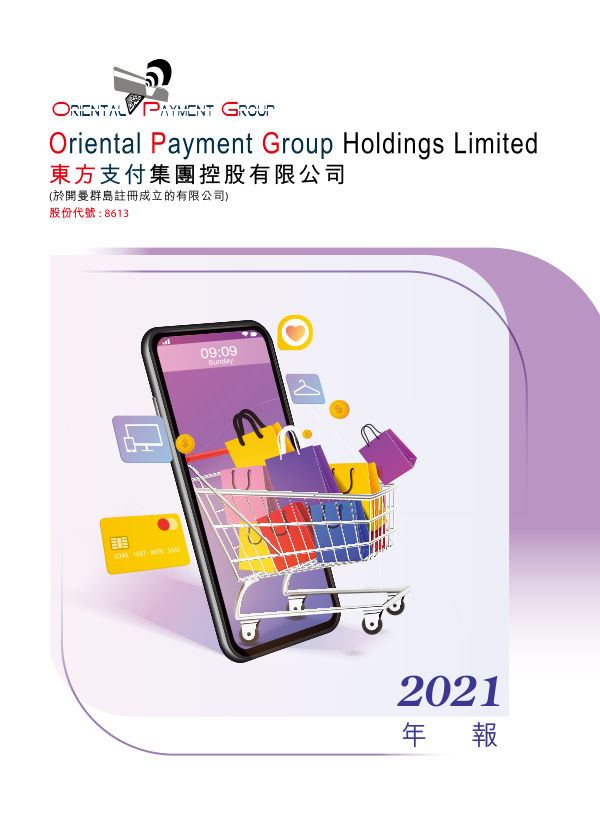 ORIENTAL PAYMENT GROUP
Oriental Payment Group Holdings Limited
東方支付集團控股有限公司
(於開曼群島註冊成立的有限公司)
股份代號 : 8613
09:09
Sunday
2021
年 報